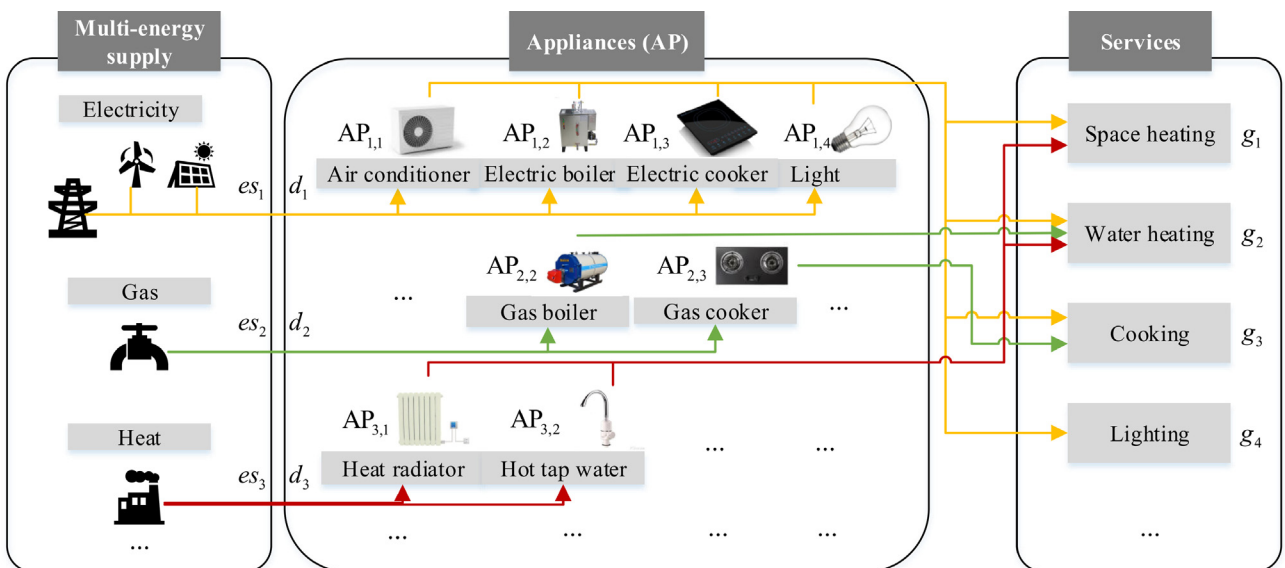 Multi-energy
supply
Appliances (AP)
Services
Electricity
AP1,1
AP1,2
AP1,3
AP1,4
Air conditioner
Electric boiler
Electric cooker
Light
es1
d1
Space heating
g1
Water heating
g2
Gas
AP2,2
AP2,3
...
Gas boiler
Gas cooker
...
es2
d2
Cooking
g3
Heat
AP3,1
AP3,2
...
...
Heat radiator
Hot tap water
es3
d3
Lighting
g4
...
...
...
...
...
...